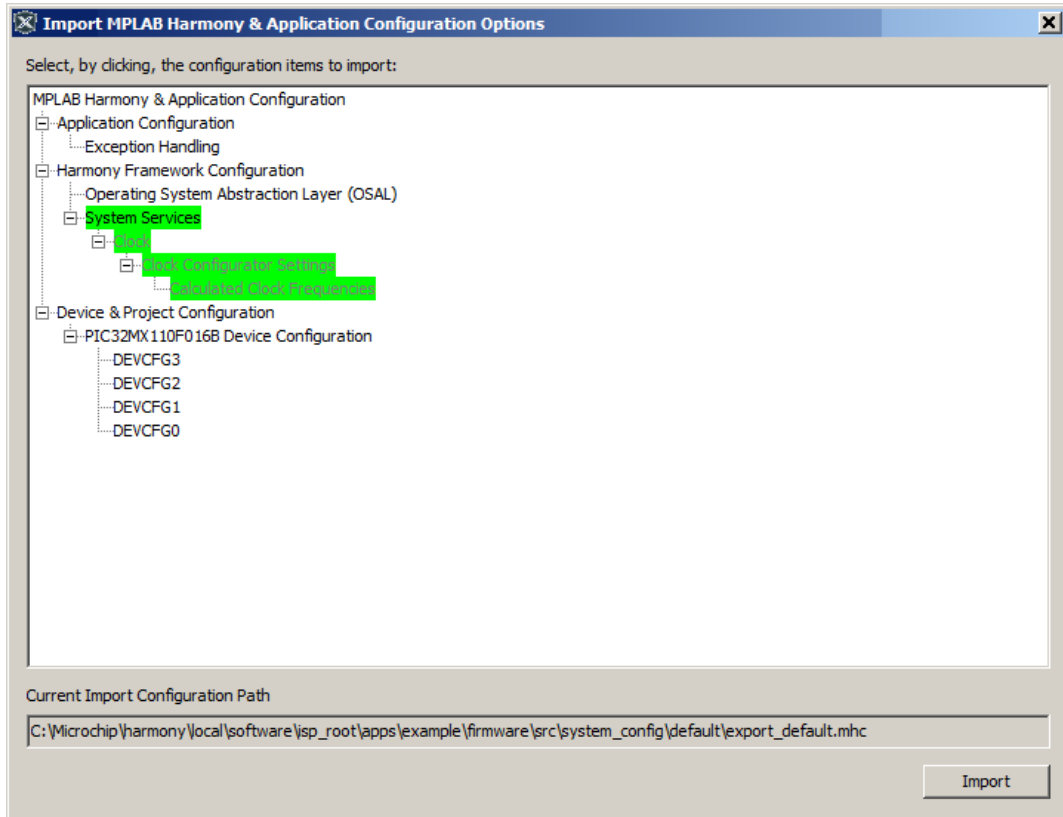 Import MPLAB Harmony & Application Configuration Options
Select, by clicking, the configuration items to import:
MPLAB Harmony & Application Configuration
Application Configuration
Exception Handling
Harmony Framework Configuration
Operating System Abstraction Layer (OSAL)
System Services
Clock
Clock Configurator Settings
Calculated Clock Frequencies
Device & Project Configuration
PIC32MX110F016B Device Configuration
DEVCFG3
DEVCFG2
DEVCFG1
DEVCFG0
Current Import Configuration Path
C:\Microchip\harmony\local\software\isp_root\apps\example\firmware\src\system_config\default\export_default.mhc
Import